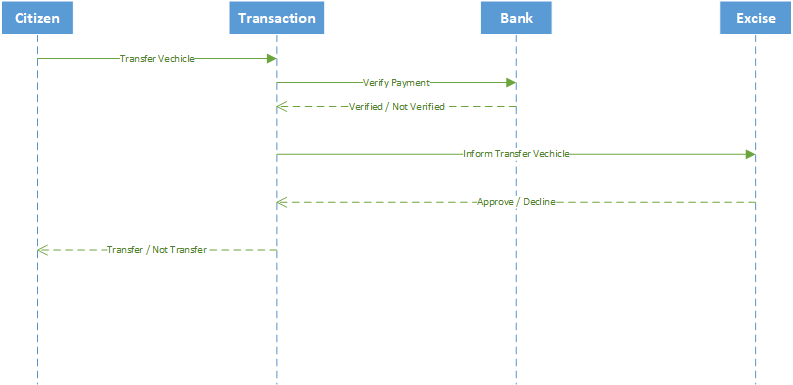 Citizen
Transaction
Bank
Excise
Transfer Vechicle
Verify Payment
Verified / Not Verified
Inform Transfer Vechicle
Approve / Decline
Transfer / Not Transfer